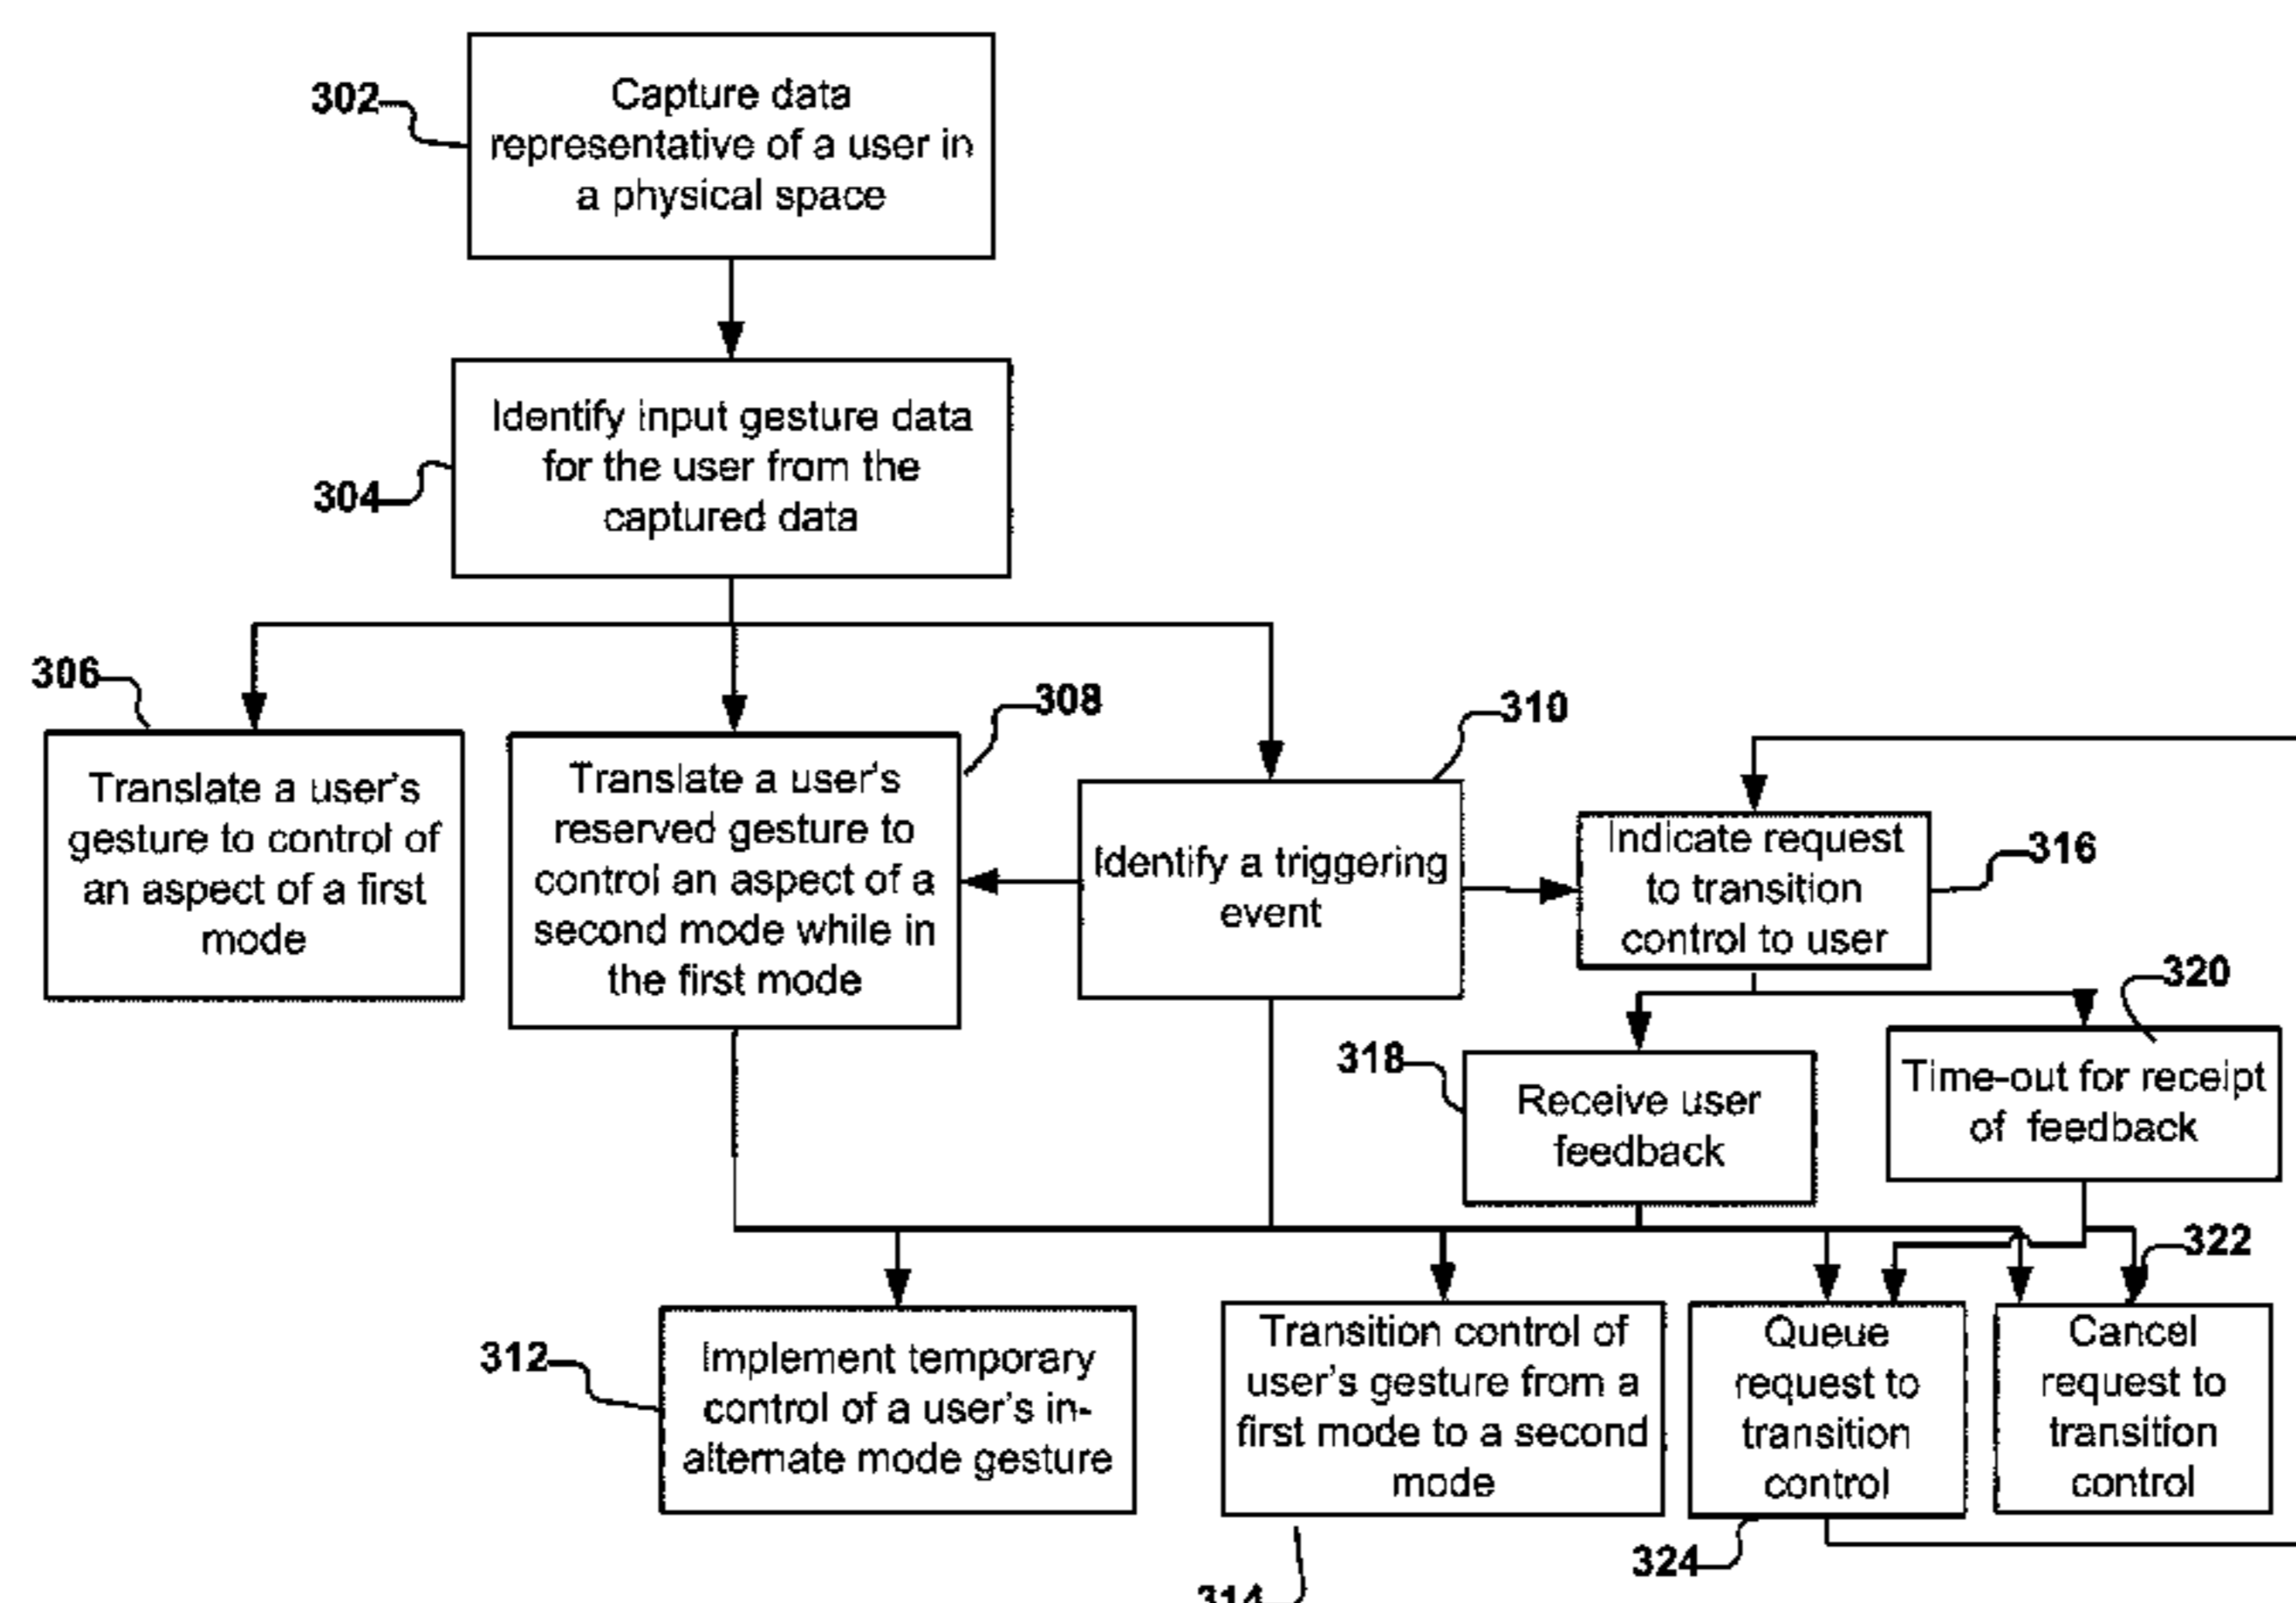 302
Capture data
representative of a user in
a physical space
304
Identify input gesture data
for the user from the
captured data
306
Translate a user's
gesture to control of
an aspect of a first
mode
308
Translate a user's
reserved gesture to
control an aspect of a
second mode while in
the first mode
310
Identify a triggering
event
316
Indicate request
to transition
control to user
318
Receive user
feedback
320
Time-out for receipt
of feedback
312
Implement temporary
control of a user's in-
alternate mode gesture
314
Transition control of
user's gesture from a
first mode to a second
mode
324
Queue
request to
transition
control
322
Cancel
request to
transition
control